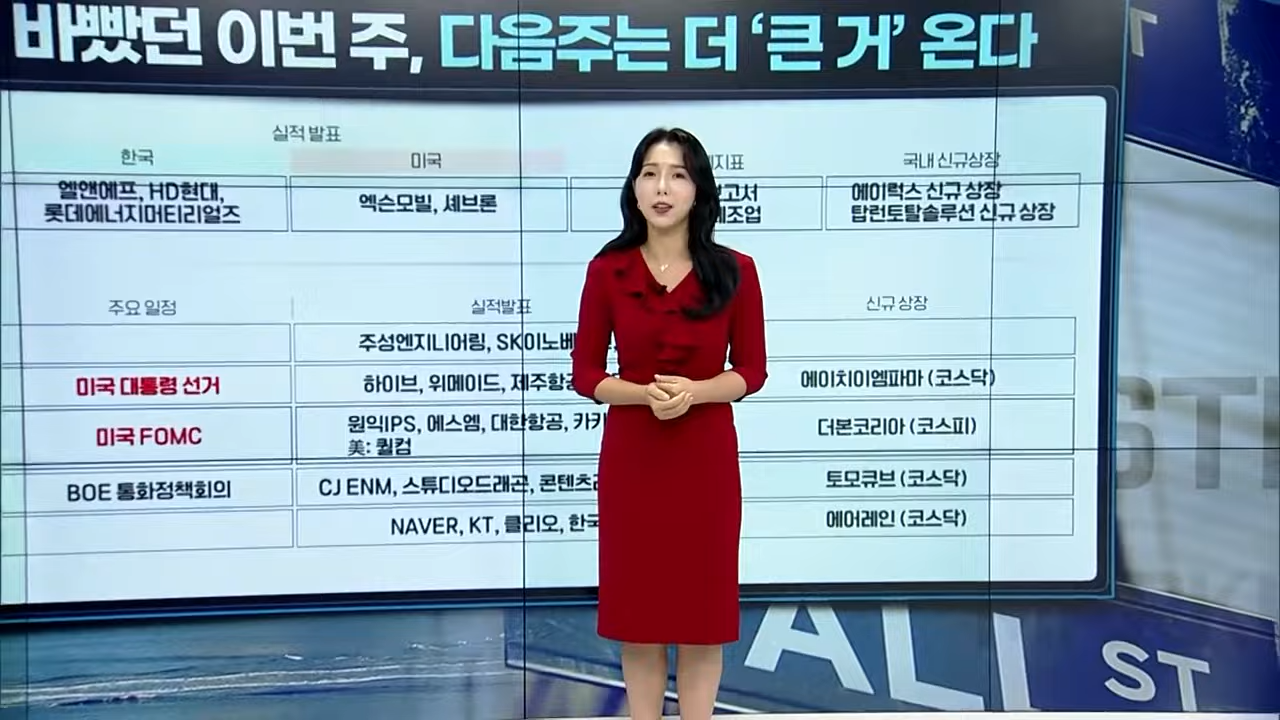 바빴던 이번 주, 다음주는 더 ‘큰 거’ 온다
실적 발표
한국 미국 지표 국내 신규상장
엘앤에프, HD현대,
롯데에너지머티리얼즈
엑슨모빌, 셰브론
고서
제조업
에이럭스 신규 상장
탑런토탈솔루션 신규 상장
주요 일정 실적발표 신규 상장
주성엔지니어링, SK이노베
미국 대통령 선거 하이브, 위메이드, 제주항공 에이치이엠파마 (코스닥)
미국 FOMC
원익IPS, 에스엠, 대한항공, 카카
美: 퀄컴
더본코리아 (코스피)
BOE 통화정책회의 CJ ENM, 스튜디오드래곤, 콘텐츠 토모큐브 (코스닥)
NAVER, KT, 클리오, 한국 에어레인 (코스닥)
ST
ALL ST